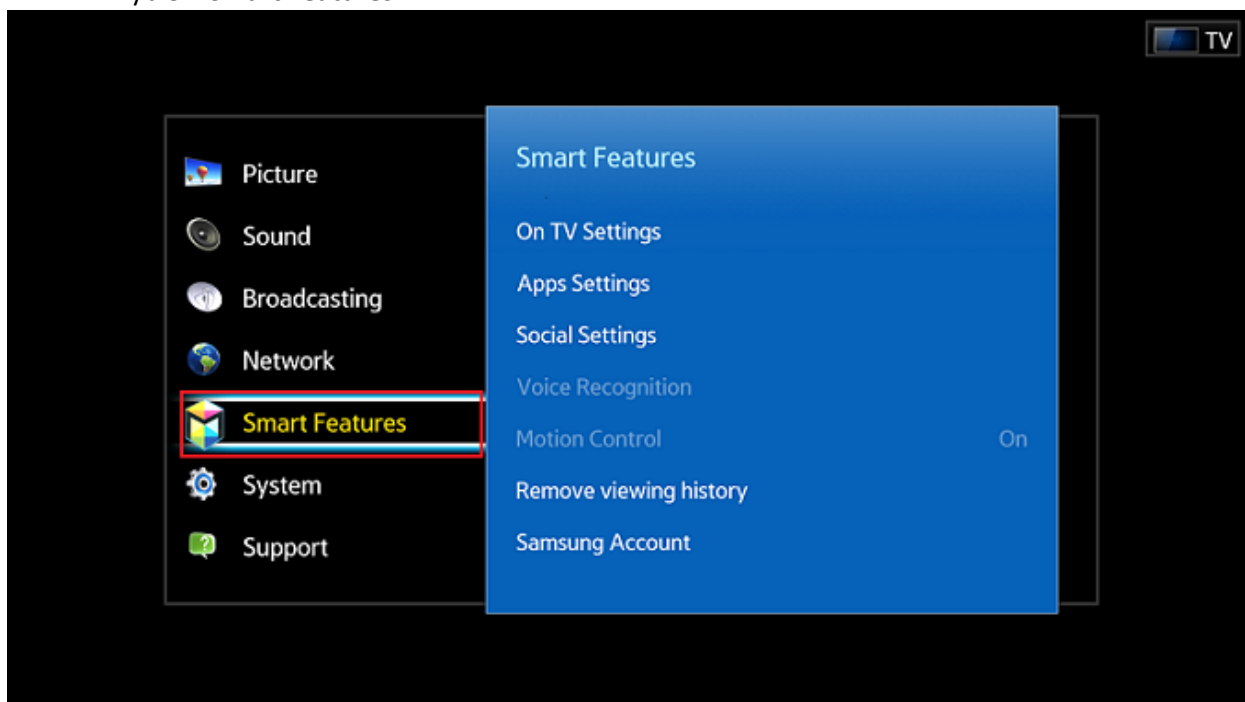 TV
Picture
Sound
Broadcasting
Network
Smart Features
System
Support
Smart Features
On TV Settings
Apps Settings
Social Settings
Voice Recognition
Motion Control On
Remove viewing history
Samsung Account